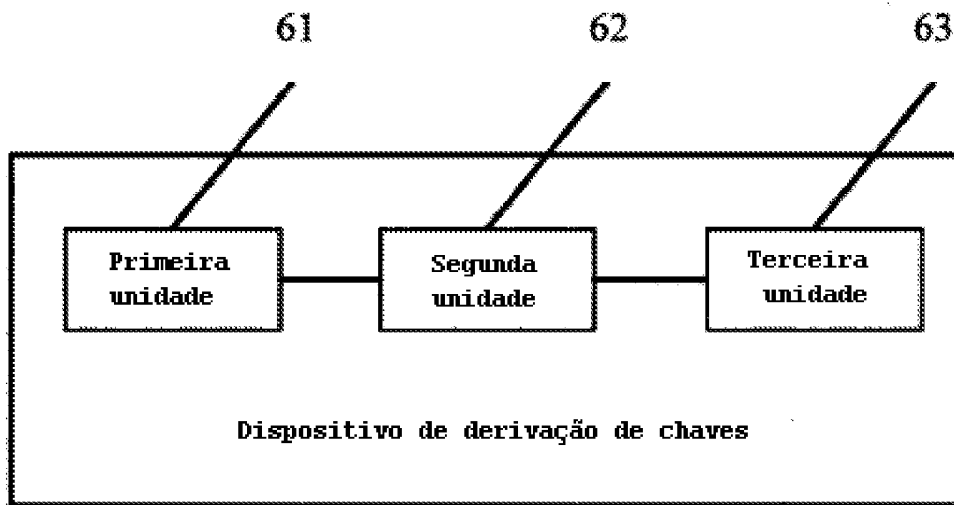 61 62 63
Primeira
unidade
Segunda
unidade
Terceira
unidade
Dispositivo de derivação de chaves